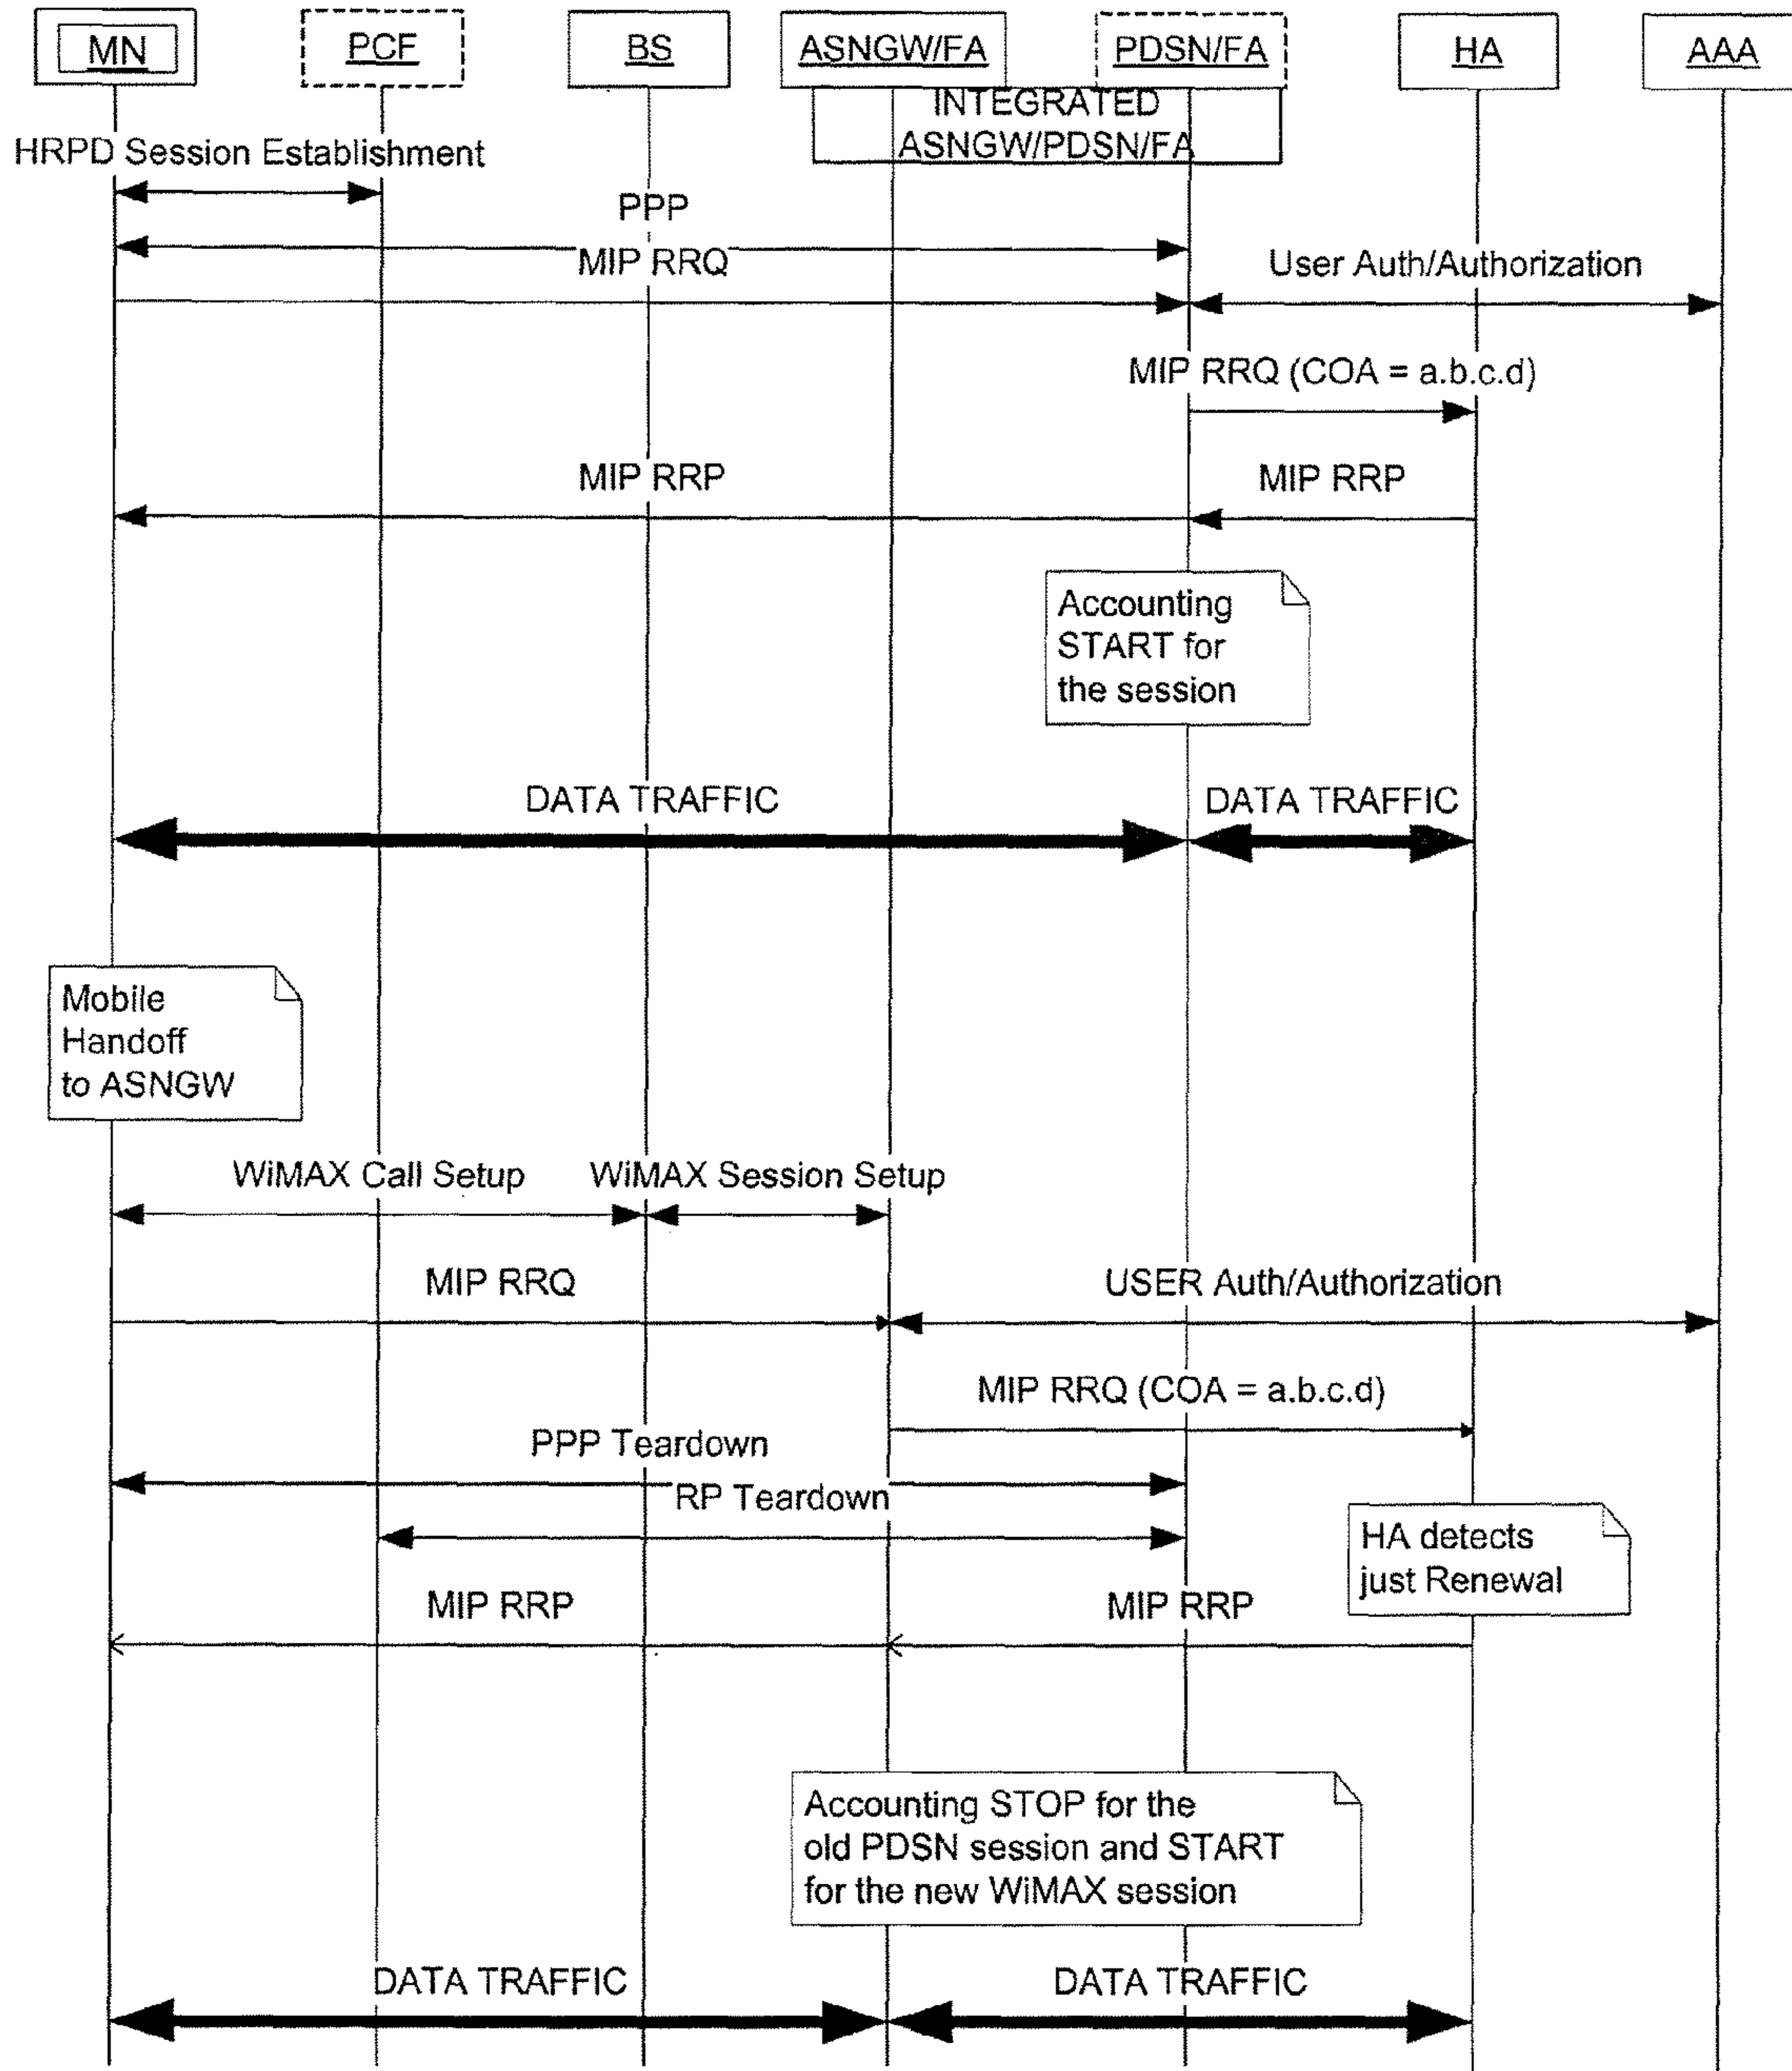 MN
PCF
BS
ASNGW/FA
PDSN/FA
HA
AAA
INTEGRATED
ASNGW/PDSN/FA
HRPD Session Establishment
PPP
MIP RRQ
User Auth/Authorization
MIP RRQ (COA = a.b.c.d)
MIP RRP
MIP RRP
Accounting
START for
the session
DATA TRAFFIC
DATA TRAFFIC
Mobile
Handoff
to ASNGW
WiMAX Call Setup
WiMAX Session Setup
MIP RRQ
USER Auth/Authorization
MIP RRQ (COA = a.b.c.d)
PPP Teardown
RP Teardown
HA detects
just Renewal
MIP RRP
MIP RRP
Accounting STOP for the
old PDSN session and START
for the new WiMAX session
DATA TRAFFIC
DATA TRAFFIC